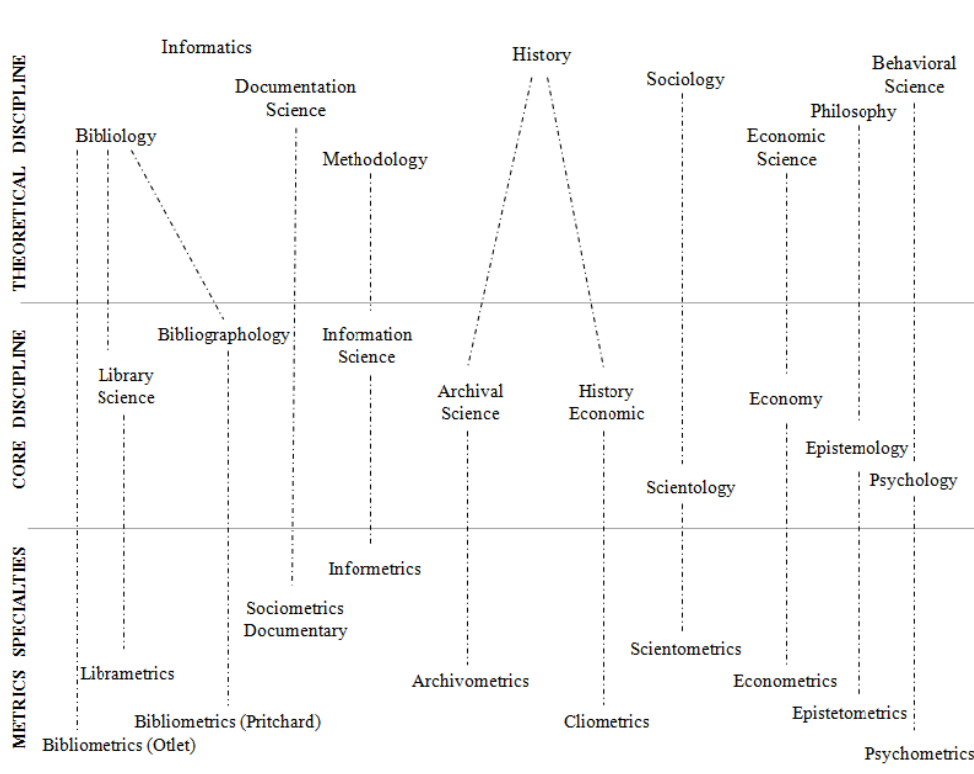 THEORETICAL DISCIPLINE
Informatics
History
Behavioral
Science
Sociology
Documentation
Science
Philosophy
Bibliology
Economic
Science
Methodology
CORE DISCIPLINE
Bibliographology
Information
Science
Library
Science
Archival
Science
History
Economic
Economy
Epistemology
Psychology
Scientology
METRICS SPECIALTIES
Informetrics
Sociometrics
Documentary
Scientometrics
Librametrics
Archivometrics
Econometrics
Epistetometrics
Bibliometrics (Pritchard)
Cliometrics
Bibliometrics (Otlet)
Psychometrics